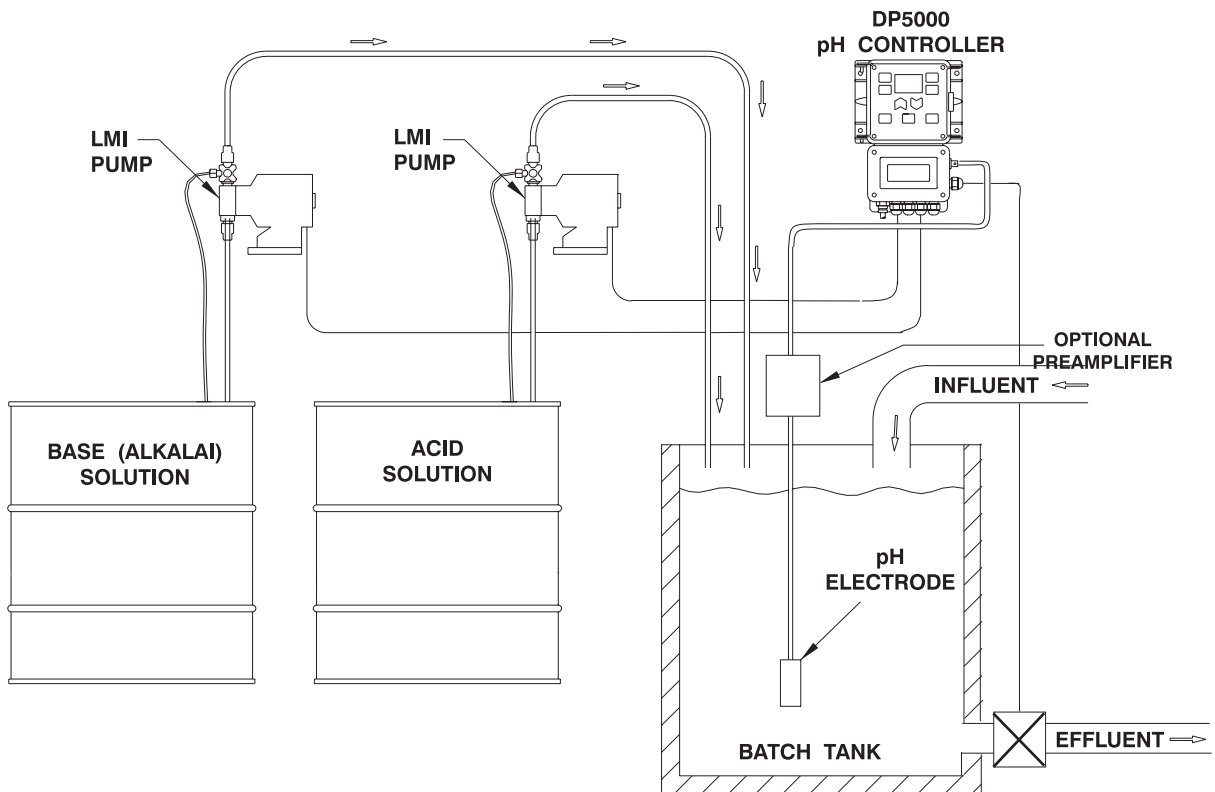 DP5000
pH CONTROLLER
LMI
PUMP
LMI
PUMP
OPTIONAL
PREAMPLIFIER
INFLUENT
BASE (ALKALAI)
SOLUTION
ACID
SOLUTION
pH
ELECTRODE
BATCH TANK
EFFLUENT